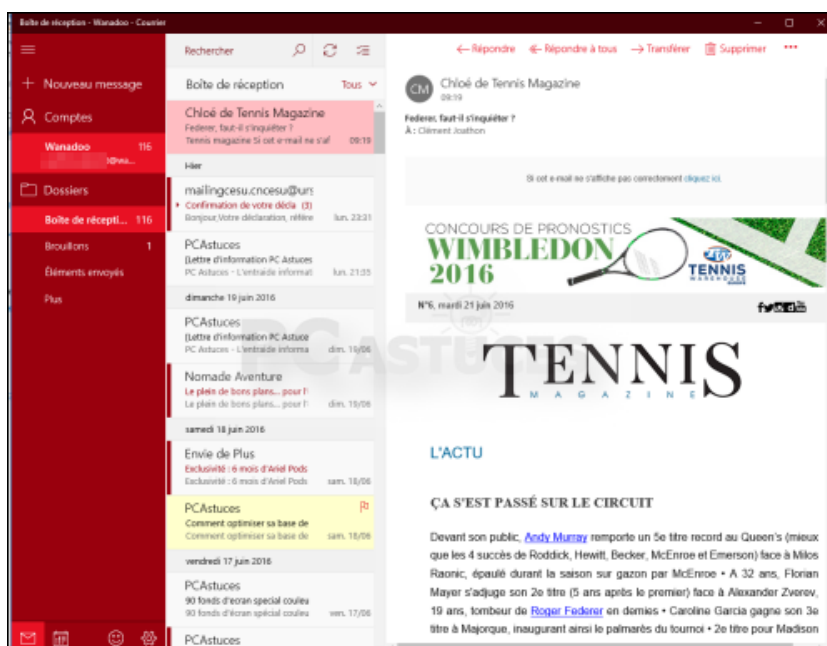 Boîte de réception - Wanadoo - Courrier
Nouveau message
Comptes
Wanadoo 116
Dossiers
Boîte de récepti... 116
Brouillons 1
Éléments envoyés
Plus
Rechercher
Boîte de réception Tous
Chloé de Tennis Magazine
Federer, faut-il s'inquiéter ?
Tennis magazine Si cet e-mail ne s'af 09:19
Hier
mailingcesu.cncesu@urs
Confirmation de votre décla (3)
Bonjour,Votre déclaration, référe lun. 23:31
PCAstuces
[Lettre d'information PC Astuces
PC Astuces - L'entraide informat lun. 21:35
dimanche 19 juin 2016
PCAstuces
[Lettre d'information PC Astuce
PC Astuces - L'entraide informa dim. 19/06
Nomade Aventure
Le plein de bons plans... pour l'
Le plein de bons plans... pour l' dim. 19/06
samedi 18 juin 2016
Envie de Plus
Exclusivité : 6 mois d'Ariel Pods
Exclusivité : 6 mois d'Ariel Pods sam. 18/06
PCAstuces
Comment optimiser sa base de
Comment optimiser sa base de sam. 18/06
vendredi 17 juin 2016
PCAstuces
90 fonds d'écran spécial couleu
90 fonds d'écran spécial couleu ven. 17/06
PCAstuces
Répondre Répondre à tous Transférer Supprimer
CM Chloé de Tennis Magazine
09:19
Federer, faut-il s'inquiéter ?
À : Clément Joathon
Si cet e-mail ne s'affiche pas correctement cliquez ici.
CONCOURS DE PRONOSTICS
WIMBLEDON
2016
TENNIS
WAREHOUSE
N°6, mardi 21 juin 2016
PC ASTUCES
TENNIS
MAGAZINE
L'ACTU
ÇA S'EST PASSÉ SUR LE CIRCUIT
Devant son public, Andy Murray remporte un 5e titre record au Queen's (mieux
que les 4 succès de Roddick, Hewitt, Becker, McEnroe et Emerson) face à Milos
Raonic, épaulé durant la saison sur gazon par McEnroe • A 32 ans, Florian
Mayer s'adjuge son 2e titre (5 ans après le premier) face à Alexander Zverev,
19 ans, tombeur de Roger Federer en demies • Caroline Garcia gagne son 3e
titre à Majorque, inaugurant ainsi le palmarès du tournoi • 2e titre pour Madison